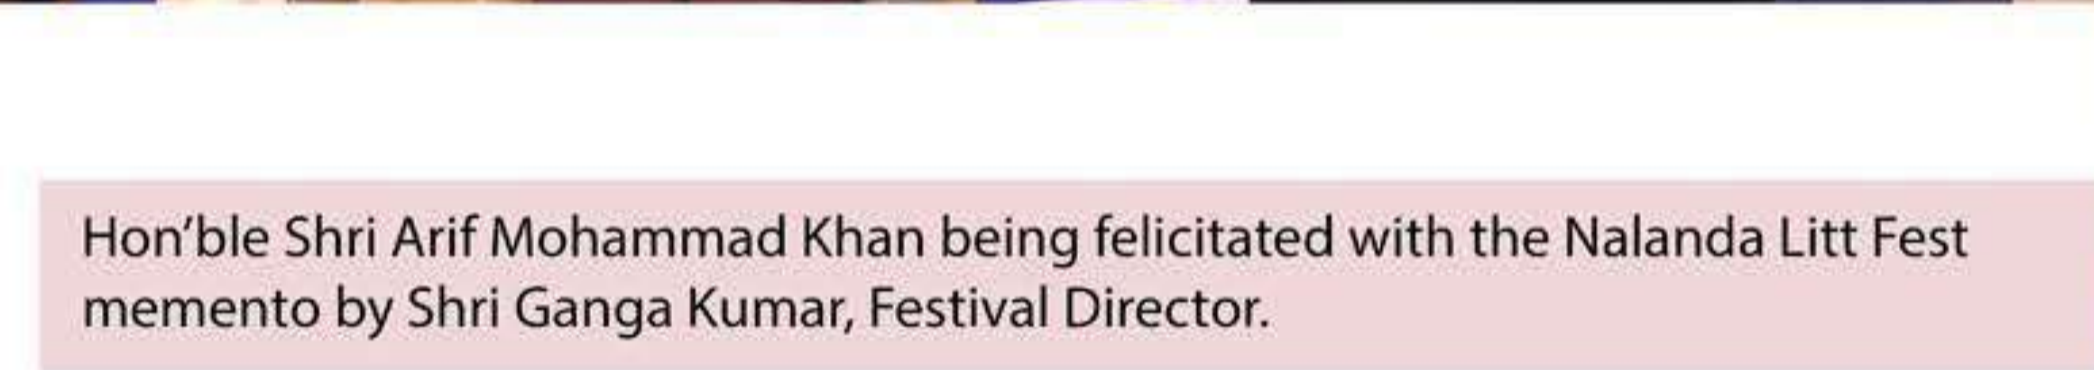 Hon’ble Shri Arif Mohammad Khan being felicitated with the Nalanda Litt Fest
memento by Shri Ganga Kumar, Festival Director.